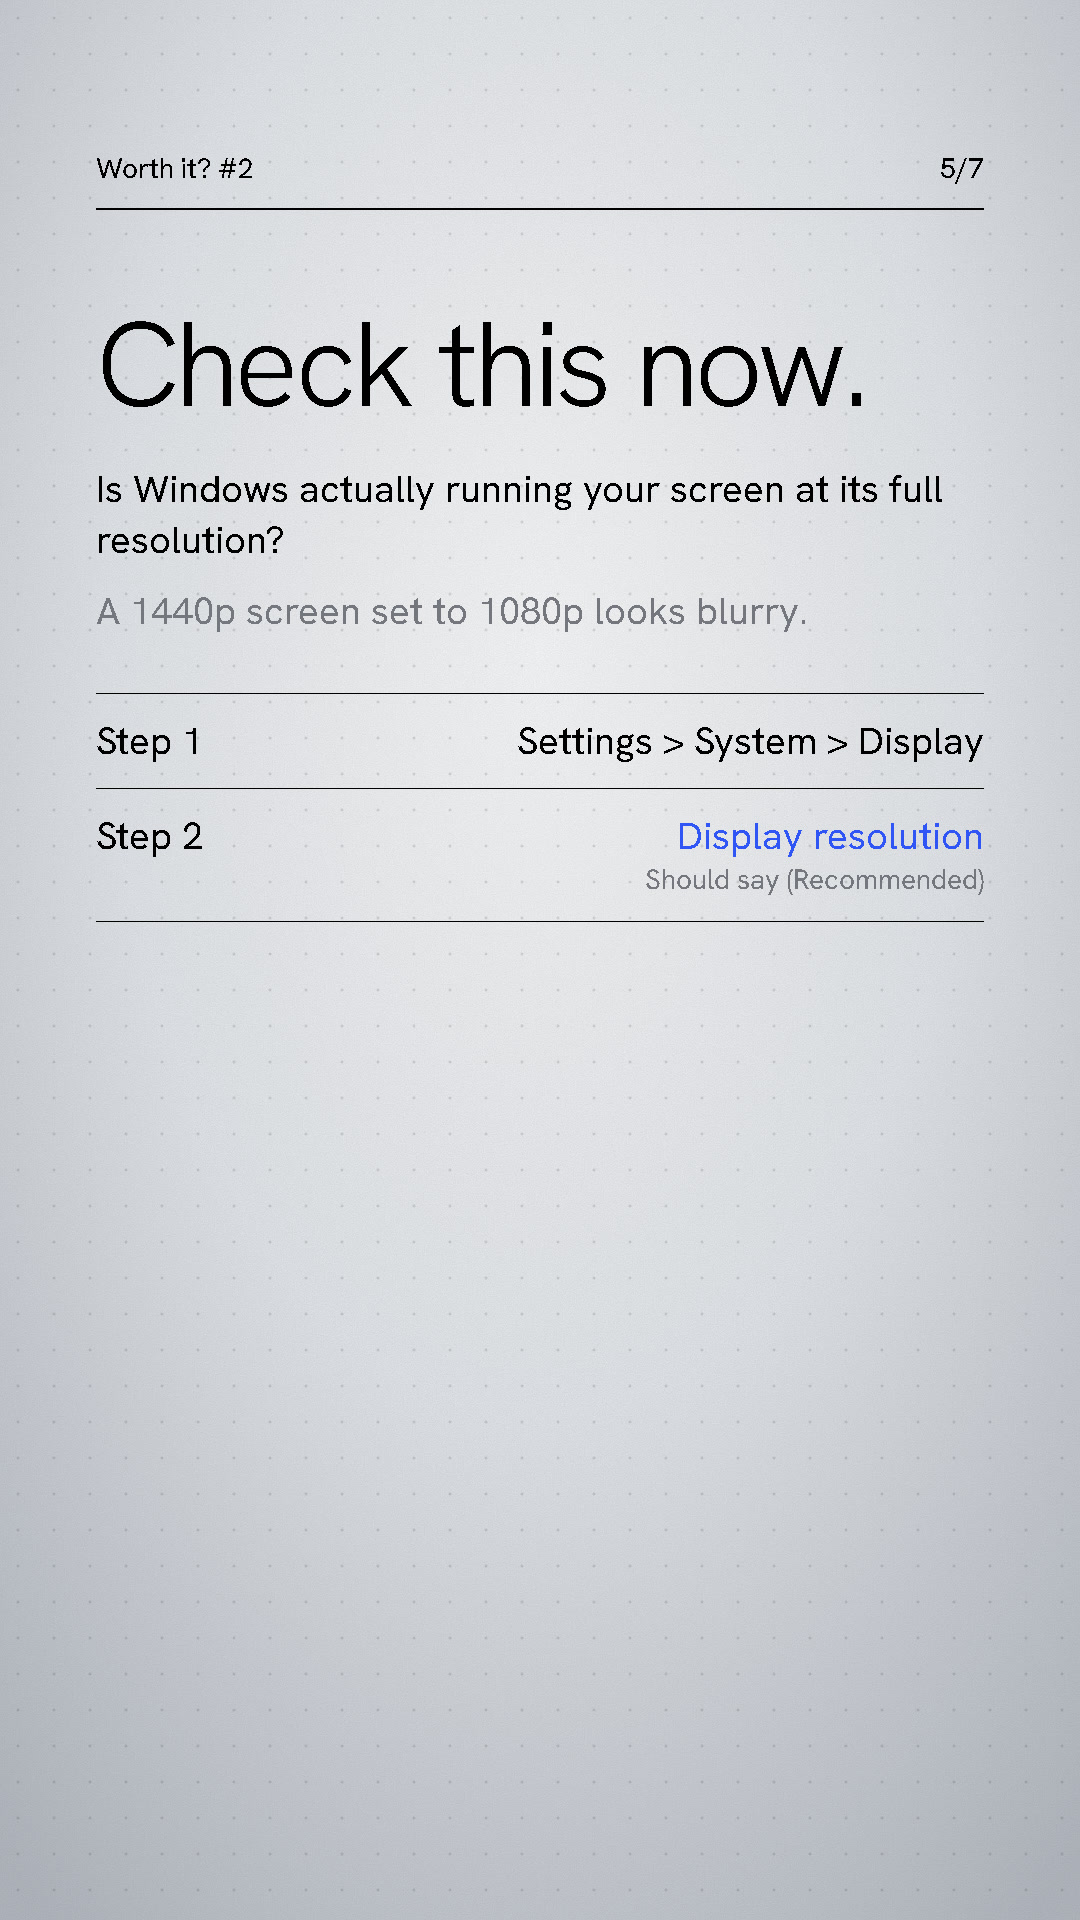 Worth it? #2
5/7
Check this now.
Is Windows actually running your screen at its full
resolution?
A 1440p screen set to 1080p looks blurry.
Step 1
Settings > System > Display
Step 2
Display resolution
Should say (Recommended)